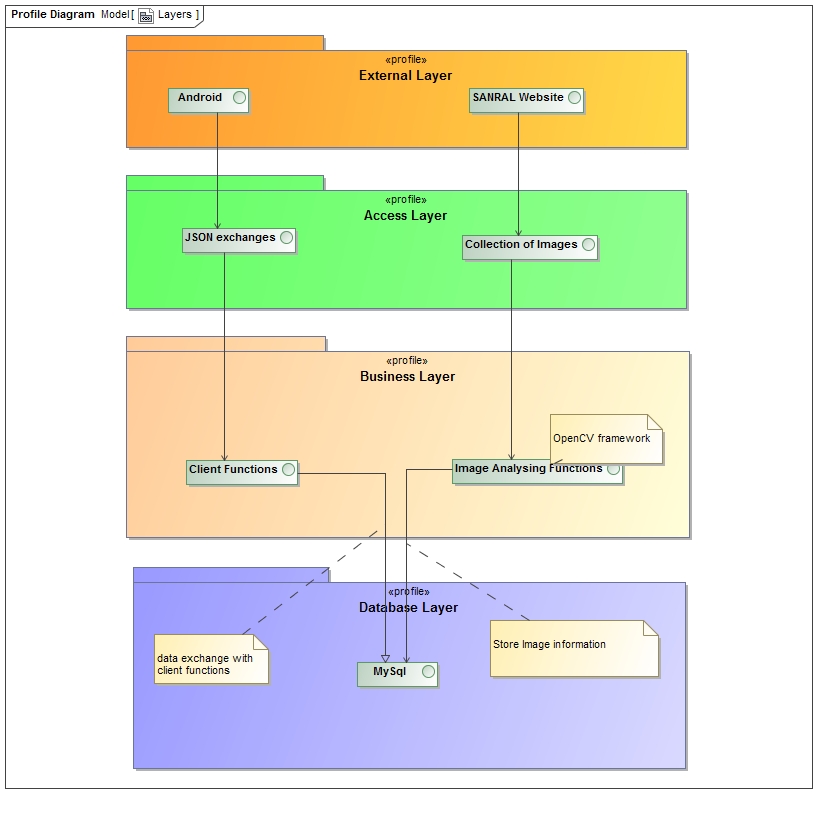 Profile Diagram Model[ Layers ]
«profile»
External Layer
Android
SANRAL Website
«profile»
Access Layer
JSON exchanges
Collection of Images
«profile»
Business Layer
OpenCV framework
Client Functions
Image Analysing Functions
«profile»
Database Layer
Store Image information
data exchange with
client functions
MySql